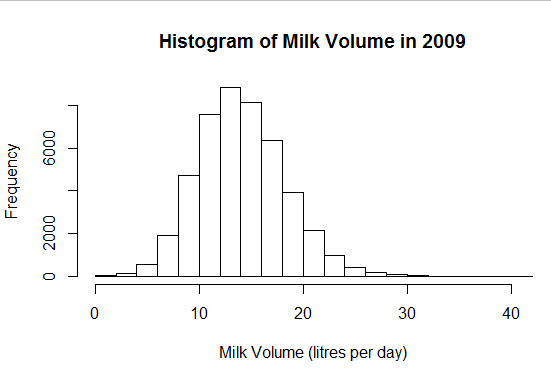 Histogram of Milk Volume in 2009
Frequency
6000
2000
0
0 10 20 30 40
Milk Volume (litres per day)